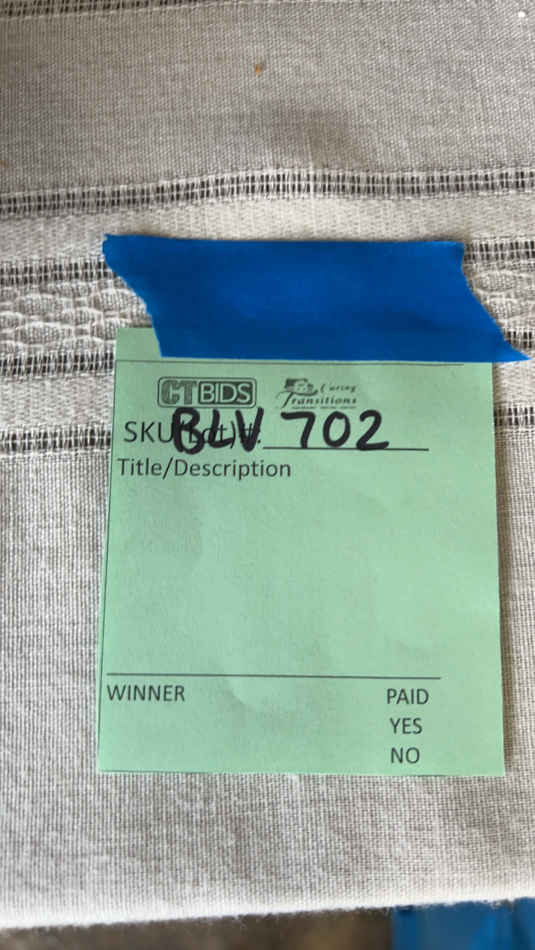 CTBIDS Caring Transitions
SKU (Lot)#: BLV 702
Title/Description
WINNER PAID
YES
NO